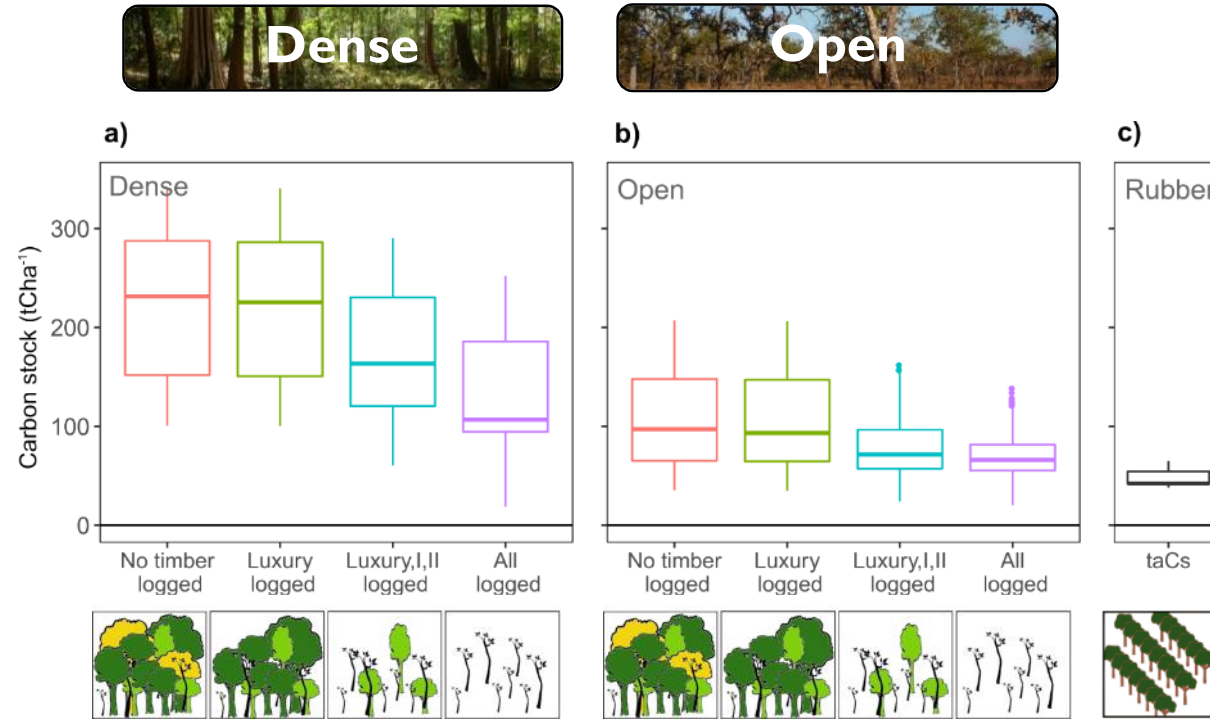 Dense
Open
a)
b)
c)
Dense
Open
Rubber
Carbon stock (tCha⁻¹)
300
200
100
0
No timber logged
Luxury logged
Luxury,I,II logged
All logged
No timber logged
Luxury logged
Luxury,I,II logged
All logged
taCs